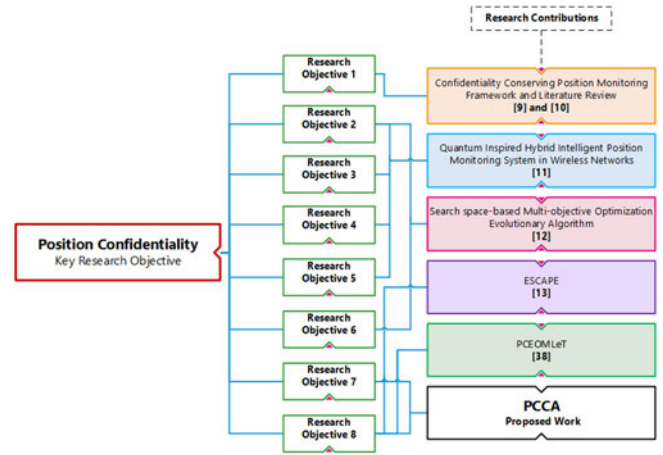 Research Contributions
Position Confidentiality
Key Research Objective
Research
Objective 1
Research
Objective 2
Research
Objective 3
Research
Objective 4
Research
Objective 5
Research
Objective 6
Research
Objective 7
Research
Objective 8
Confidentiality Conserving Position Monitoring
Framework and Literature Review
[9] and [10]
Quantum Inspired Hybrid Intelligent Position
Monitoring System in Wireless Networks
[11]
Search space-based Multi-objective Optimization
Evolutionary Algorithm
[12]
ESCAPE
[13]
PCEOMLeT
[38]
PCCA
Proposed Work